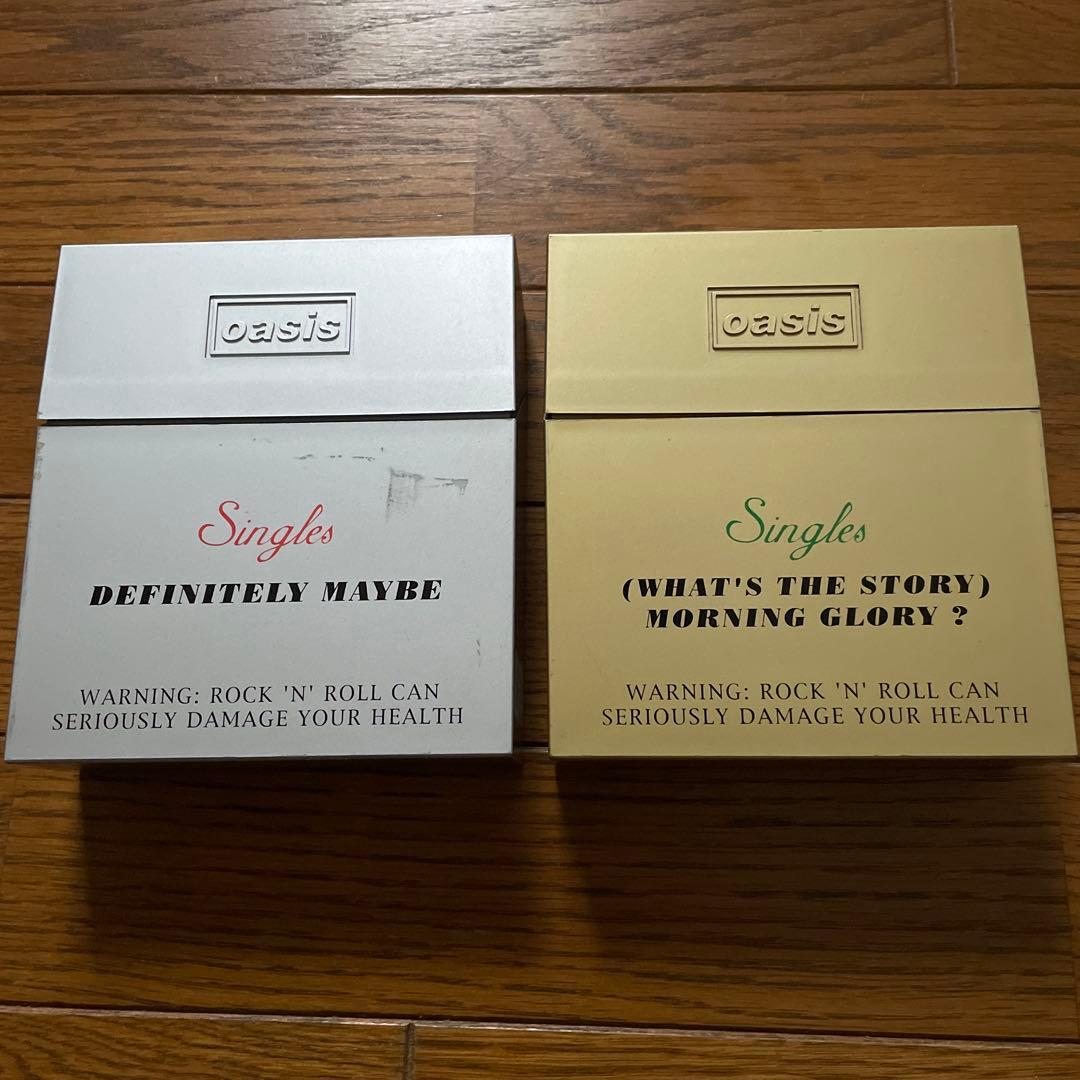 oasis
Singles
DEFINITELY MAYBE
WARNING: ROCK 'N' ROLL CAN
SERIOUSLY DAMAGE YOUR HEALTH
oasis
Singles
(WHAT'S THE STORY)
MORNING GLORY ?
WARNING: ROCK 'N' ROLL CAN
SERIOUSLY DAMAGE YOUR HEALTH